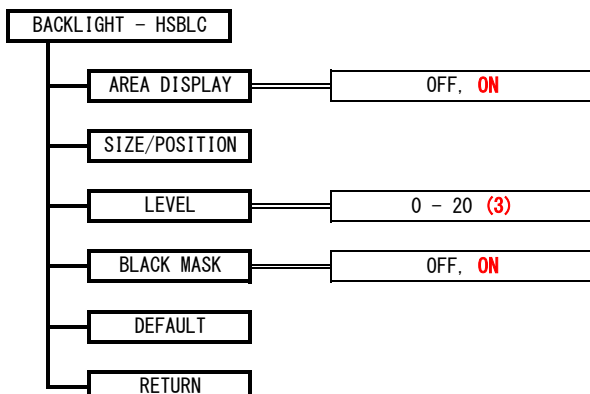 BACKLIGHT - HSBLC
AREA DISPLAY OFF, ON
SIZE/POSITION
LEVEL 0 - 20 (3)
BLACK MASK OFF, ON
DEFAULT
RETURN